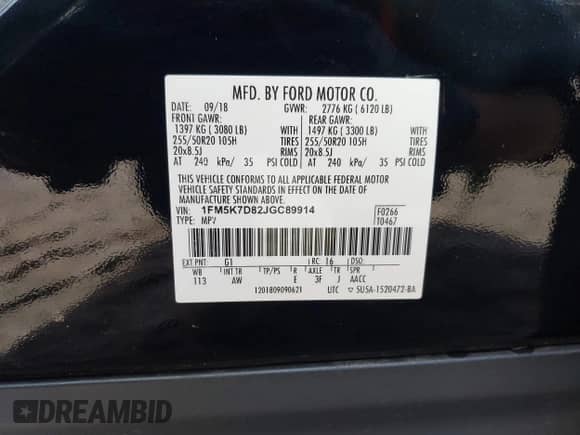 MFD. BY FORD MOTOR CO.
DATE: 09/18 GVWR: 2776 KG ( 6120 LB)
FRONT GAWR: REAR GAWR:
1397 KG ( 3080 LB) WITH 1497 KG ( 3300 LB) WITH
255/50R20 105H TIRES 255/50R20 105H TIRES
20x8.5J RIMS 20x8.5J RIMS
AT 240 kPa/ 35 PSI COLD AT 240 kPa/ 35 PSI COLD
THIS VEHICLE CONFORMS TO ALL APPLICABLE FEDERAL MOTOR
VEHICLE SAFETY STANDARD IN EFFECT ON THE DATE OF
MANUFACTURE SHOWN ABOVE.
VIN: 1FM5K7D82JGC89914 F0266
TYPE: MPV T0467
EXT PNT: G1 RC: 16 DSO:
WB INT TR TP/PS R AXLE TR SPR
113 AW E 3F J AACC
1201809090621 UTC ▽ 5U5A-1520472-BA
DREAMBID